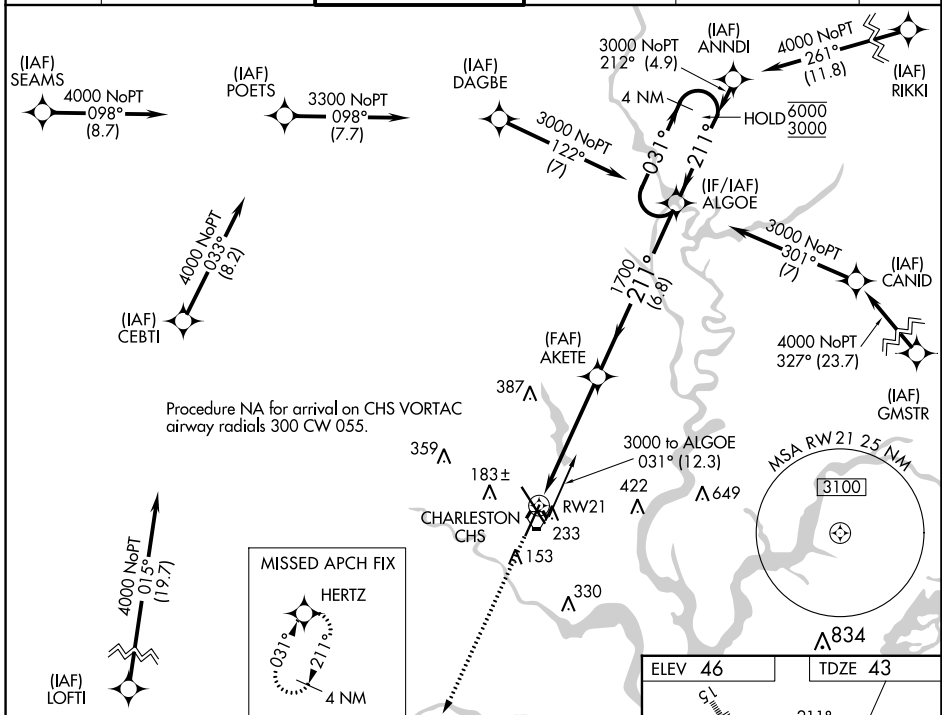 (IAF)
SEAMS
4000 NoPT
098°
(8.7)
(IAF)
POETS
3300 NoPT
098°
(7.7)
(IAF)
DAGBE
3000 NoPT
122°
(7)
3000 NoPT
212° (4.9)
(IAF)
ANNDI
4000 NoPT
261°
(11.8)
(IAF)
RIKKI
4 NM
HOLD
6000
3000
031°
211°
(IF/IAF)
ALGOE
3000 NoPT
301°
(7)
(IAF)
CANID
4000 NoPT
327° (23.7)
(IAF)
GMSTR
4000 NoPT
033°
(8.2)
(IAF)
CEBTI
1700
211°
(6.8)
(FAF)
AKETE
387
Procedure NA for arrival on CHS VORTAC
airway radials 300 CW 055.
359
183±
3000 to ALGOE
031° (12.3)
422
649
CHARLESTON
CHS
RW21
233
153
330
MSA RW 21 25 NM
3100
834
4000 NoPT
015°
(19.7)
(IAF)
LOFTI
MISSED APCH FIX
HERTZ
031°
211°
4 NM
ELEV 46
TDZE 43
15
211°